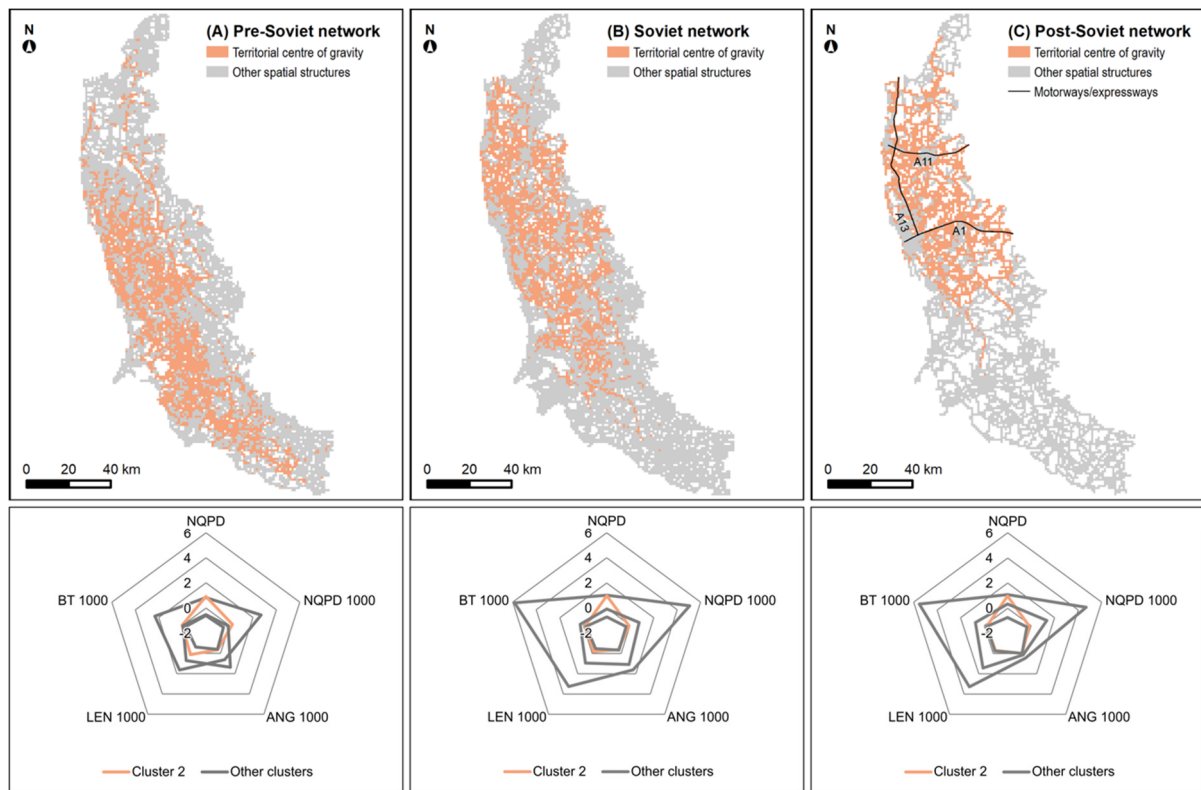 N
(A) Pre-Soviet network
Territorial centre of gravity
Other spatial structures
0 20 40 km
N
(B) Soviet network
Territorial centre of gravity
Other spatial structures
0 20 40 km
N
(C) Post-Soviet network
Territorial centre of gravity
Other spatial structures
Motorways/expressways
A11
A13
A1
0 20 40 km
NQPD
6
4
2
0
-2
BT 1000
NQPD 1000
LEN 1000
ANG 1000
Cluster 2
Other clusters
NQPD
6
4
2
0
-2
BT 1000
NQPD 1000
LEN 1000
ANG 1000
Cluster 2
Other clusters
NQPD
6
4
2
0
-2
BT 1000
NQPD 1000
LEN 1000
ANG 1000
Cluster 2
Other clusters